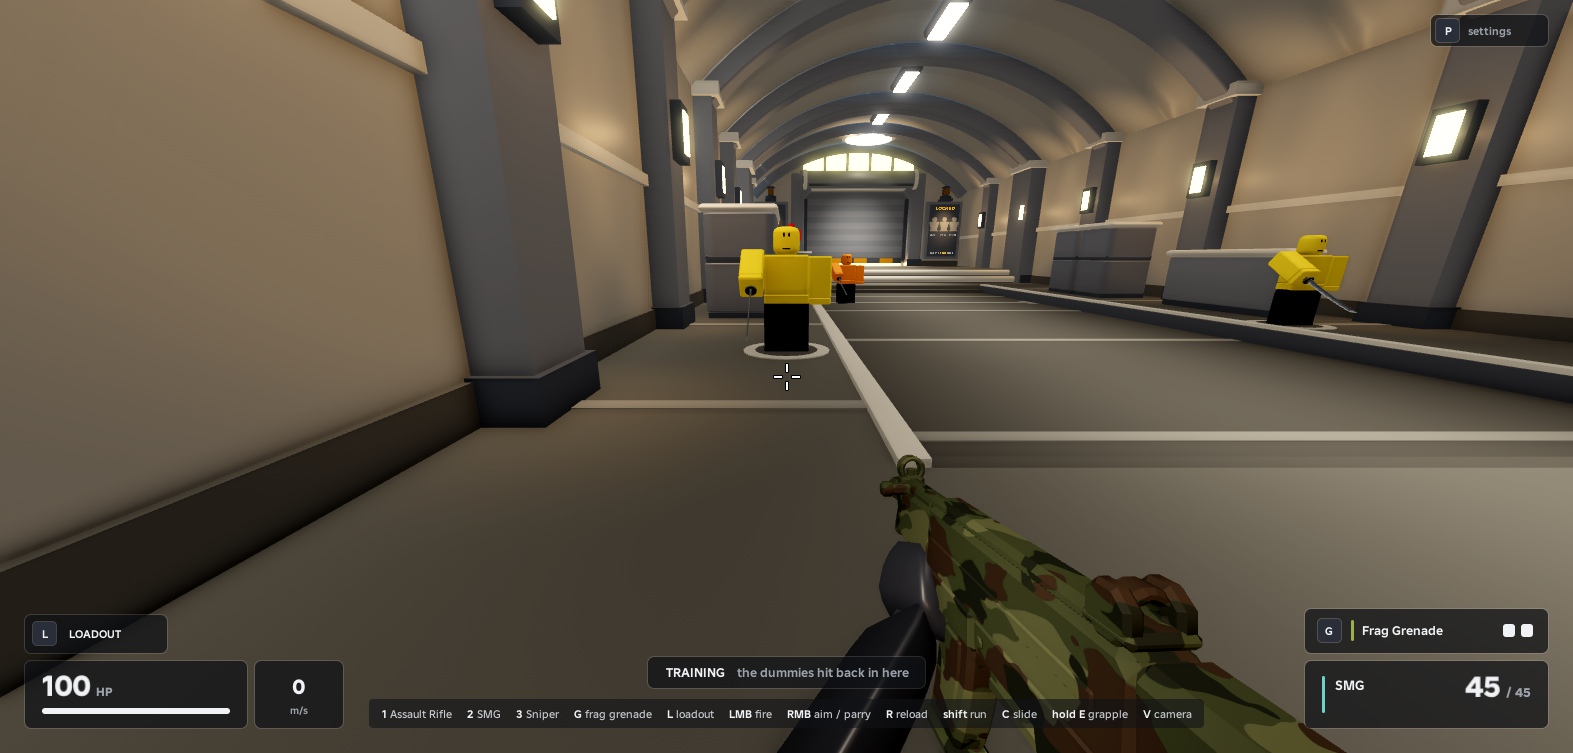 P settings
LOCKED
L LOADOUT
100 HP
0
m/s
TRAINING the dummies hit back in here
1 Assault Rifle 2 SMG 3 Sniper G frag grenade L loadout LMB fire RMB aim / parry R reload shift run C slide hold E grapple V camera
G Frag Grenade
SMG 45 / 45